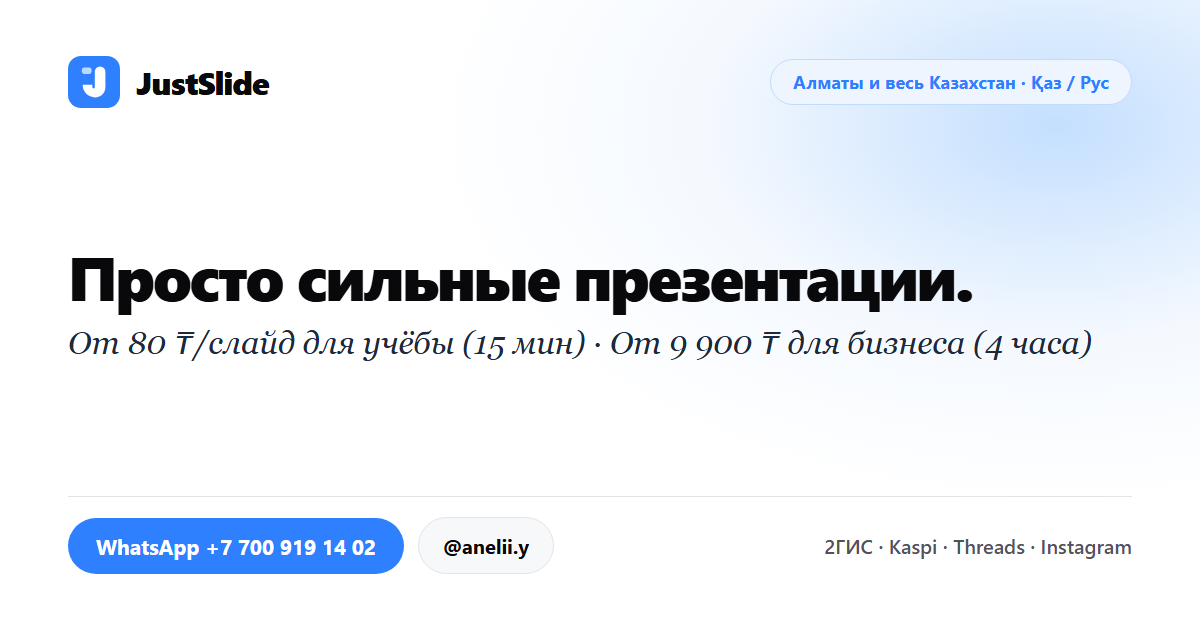 JustSlide
Алматы и весь Казахстан · Қаз / Рус
Просто сильные презентации.
От 80 ₸/слайд для учёбы (15 мин) · От 9 900 ₸ для бизнеса (4 часа)
WhatsApp +7 700 919 14 02
@anelii.y
2ГИС · Kaspi · Threads · Instagram